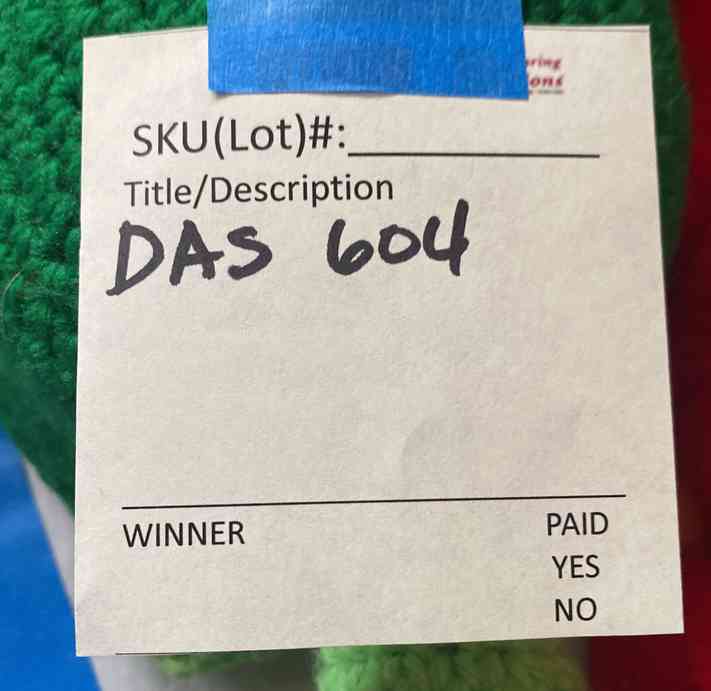 SKU(Lot)#:
Title/Description
DAS 604
WINNER PAID
YES
NO